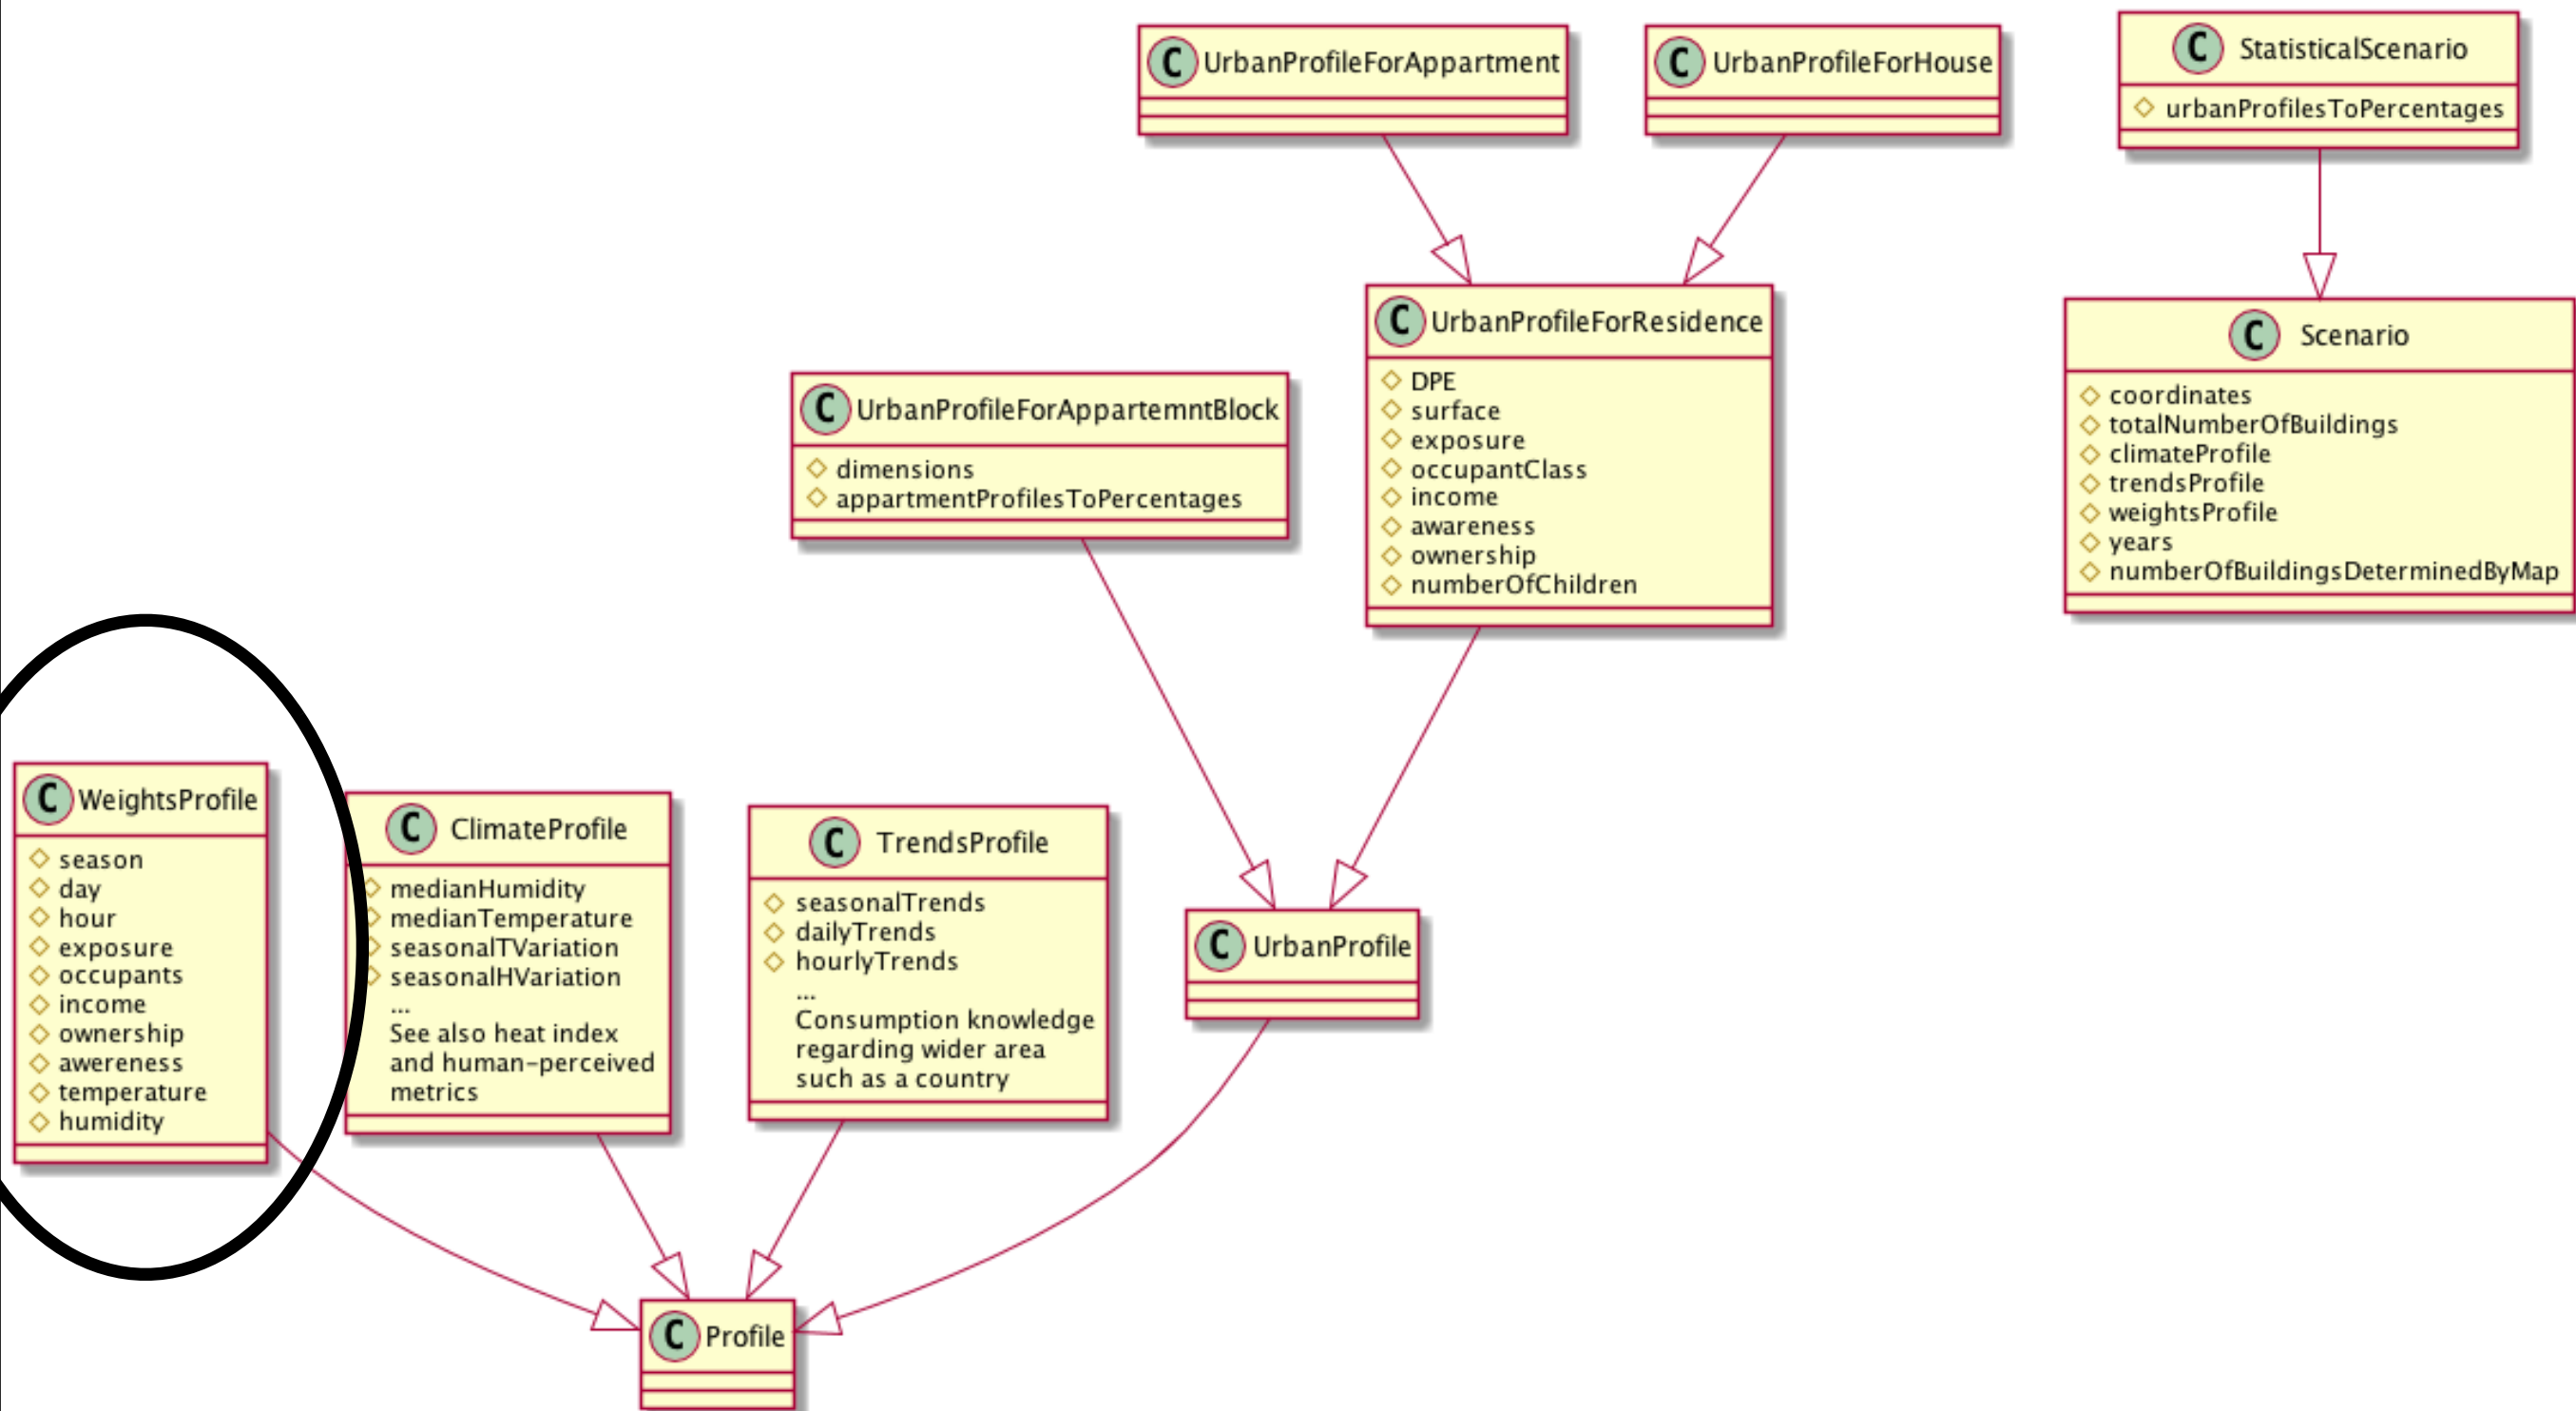 C UrbanProfileForAppartment
C UrbanProfileForHouse
C StatisticalScenario
urbanProfilesToPercentages
C UrbanProfileForResidence
DPE
surface
exposure
occupantClass
income
awareness
ownership
numberOfChildren
C Scenario
coordinates
totalNumberOfBuildings
climateProfile
trendsProfile
weightsProfile
years
numberOfBuildingsDeterminedByMap
C UrbanProfileForAppartemntBlock
dimensions
appartmentProfilesToPercentages
C WeightsProfile
season
day
hour
exposure
occupants
income
ownership
awereness
temperature
humidity
C ClimateProfile
medianHumidity
medianTemperature
seasonalTVariation
seasonalHVariation
...
See also heat index
and human-perceived
metrics
C TrendsProfile
seasonalTrends
dailyTrends
hourlyTrends
...
Consumption knowledge
regarding wider area
such as a country
C UrbanProfile
C Profile